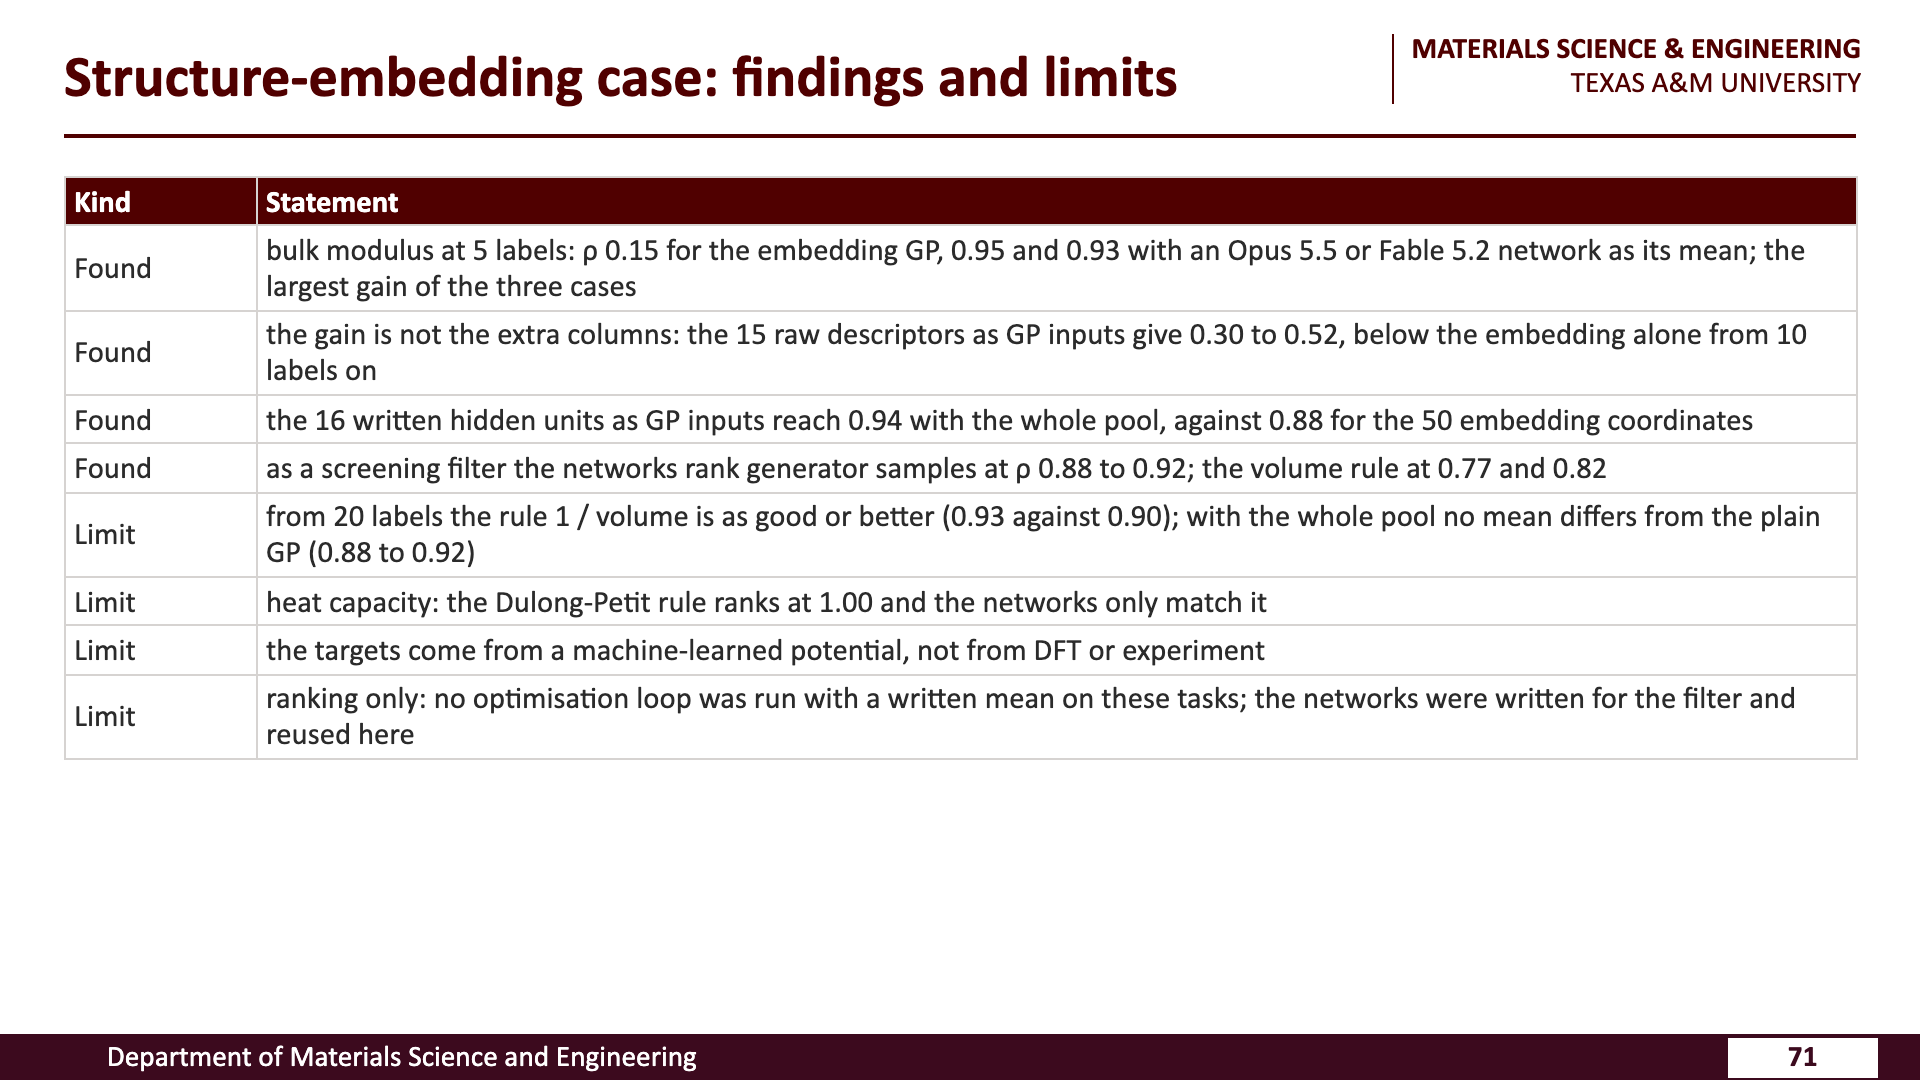 Structure-embedding case: findings and limits
MATERIALS SCIENCE & ENGINEERING
TEXAS A&M UNIVERSITY
Kind
Statement
Found
bulk modulus at 5 labels: ρ 0.15 for the embedding GP, 0.95 and 0.93 with an Opus 5.5 or Fable 5.2 network as its mean; the
largest gain of the three cases
Found
the gain is not the extra columns: the 15 raw descriptors as GP inputs give 0.30 to 0.52, below the embedding alone from 10
labels on
Found
the 16 written hidden units as GP inputs reach 0.94 with the whole pool, against 0.88 for the 50 embedding coordinates
Found
as a screening filter the networks rank generator samples at ρ 0.88 to 0.92; the volume rule at 0.77 and 0.82
Limit
from 20 labels the rule 1 / volume is as good or better (0.93 against 0.90); with the whole pool no mean differs from the plain
GP (0.88 to 0.92)
Limit
heat capacity: the Dulong-Petit rule ranks at 1.00 and the networks only match it
Limit
the targets come from a machine-learned potential, not from DFT or experiment
Limit
ranking only: no optimisation loop was run with a written mean on these tasks; the networks were written for the filter and
reused here
Department of Materials Science and Engineering
71